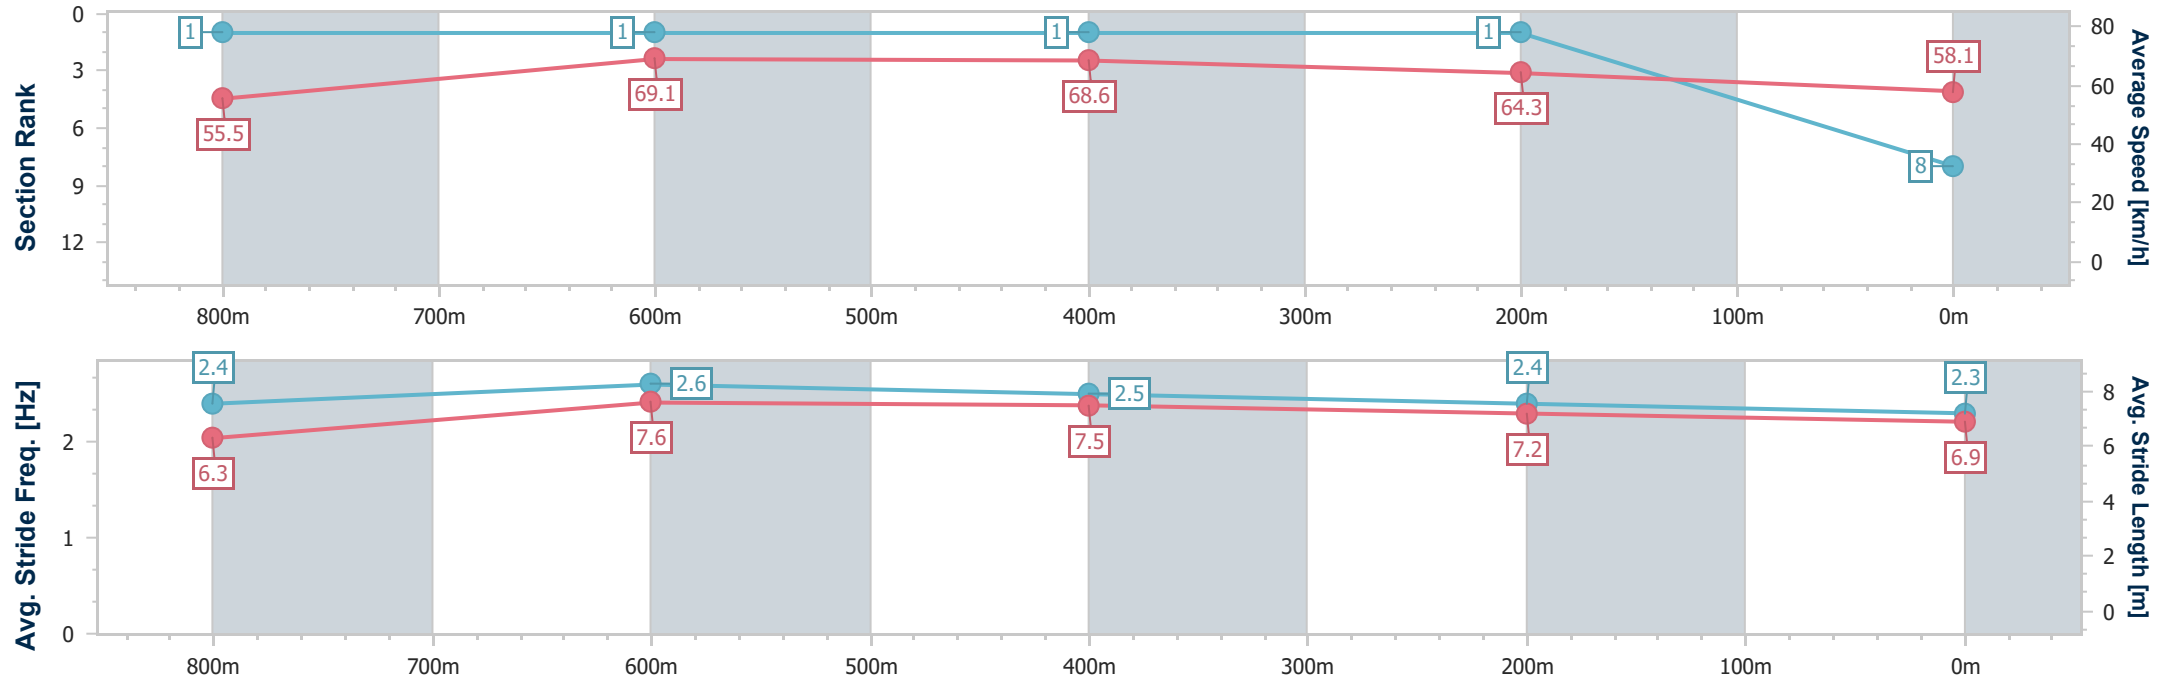 0
3
6
9
12
Section Rank
1
1
1
1
8
55.5
69.1
68.6
64.3
58.1
80
60
40
20
0
Average Speed [km/h]
800m
700m
600m
500m
400m
300m
200m
100m
0m
2
1
0
Avg. Stride Freq. [Hz]
2.4
2.6
2.5
2.4
2.3
6.3
7.6
7.5
7.2
6.9
8
6
4
2
0
Avg. Stride Length [m]
800m
700m
600m
500m
400m
300m
200m
100m
0m